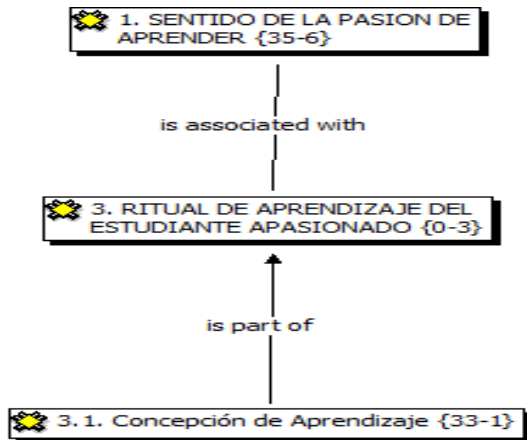 1. SENTIDO DE LA PASION DE
APRENDER {35-6}
is associated with
3. RITUAL DE APRENDIZAJE DEL
ESTUDIANTE APASIONADO {0-3}
is part of
3.1. Concepción de Aprendizaje {33-1}